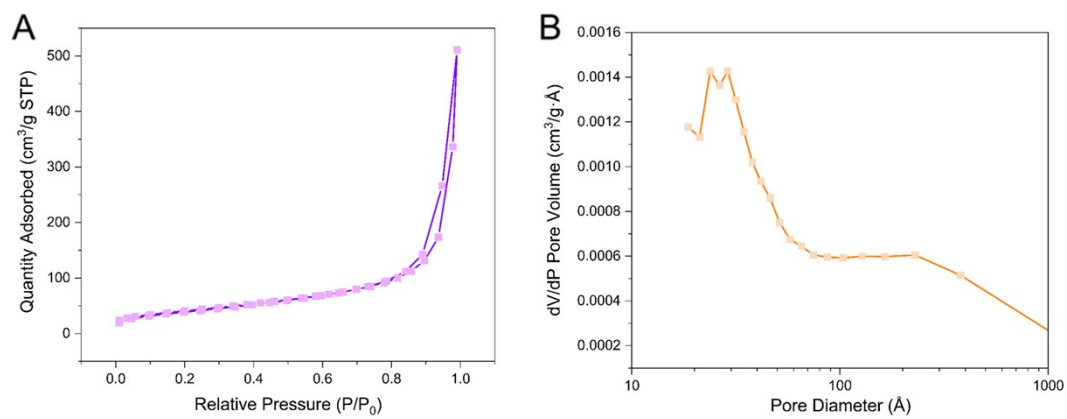 A
Quantity Adsorbed (cm³/g STP)
500
400
300
200
100
0
0.0 0.2 0.4 0.6 0.8 1.0
Relative Pressure (P/P₀)
B
dV/dP Pore Volume (cm³/g·Å)
0.0016
0.0014
0.0012
0.0010
0.0008
0.0006
0.0004
0.0002
10 100 1000
Pore Diameter (Å)